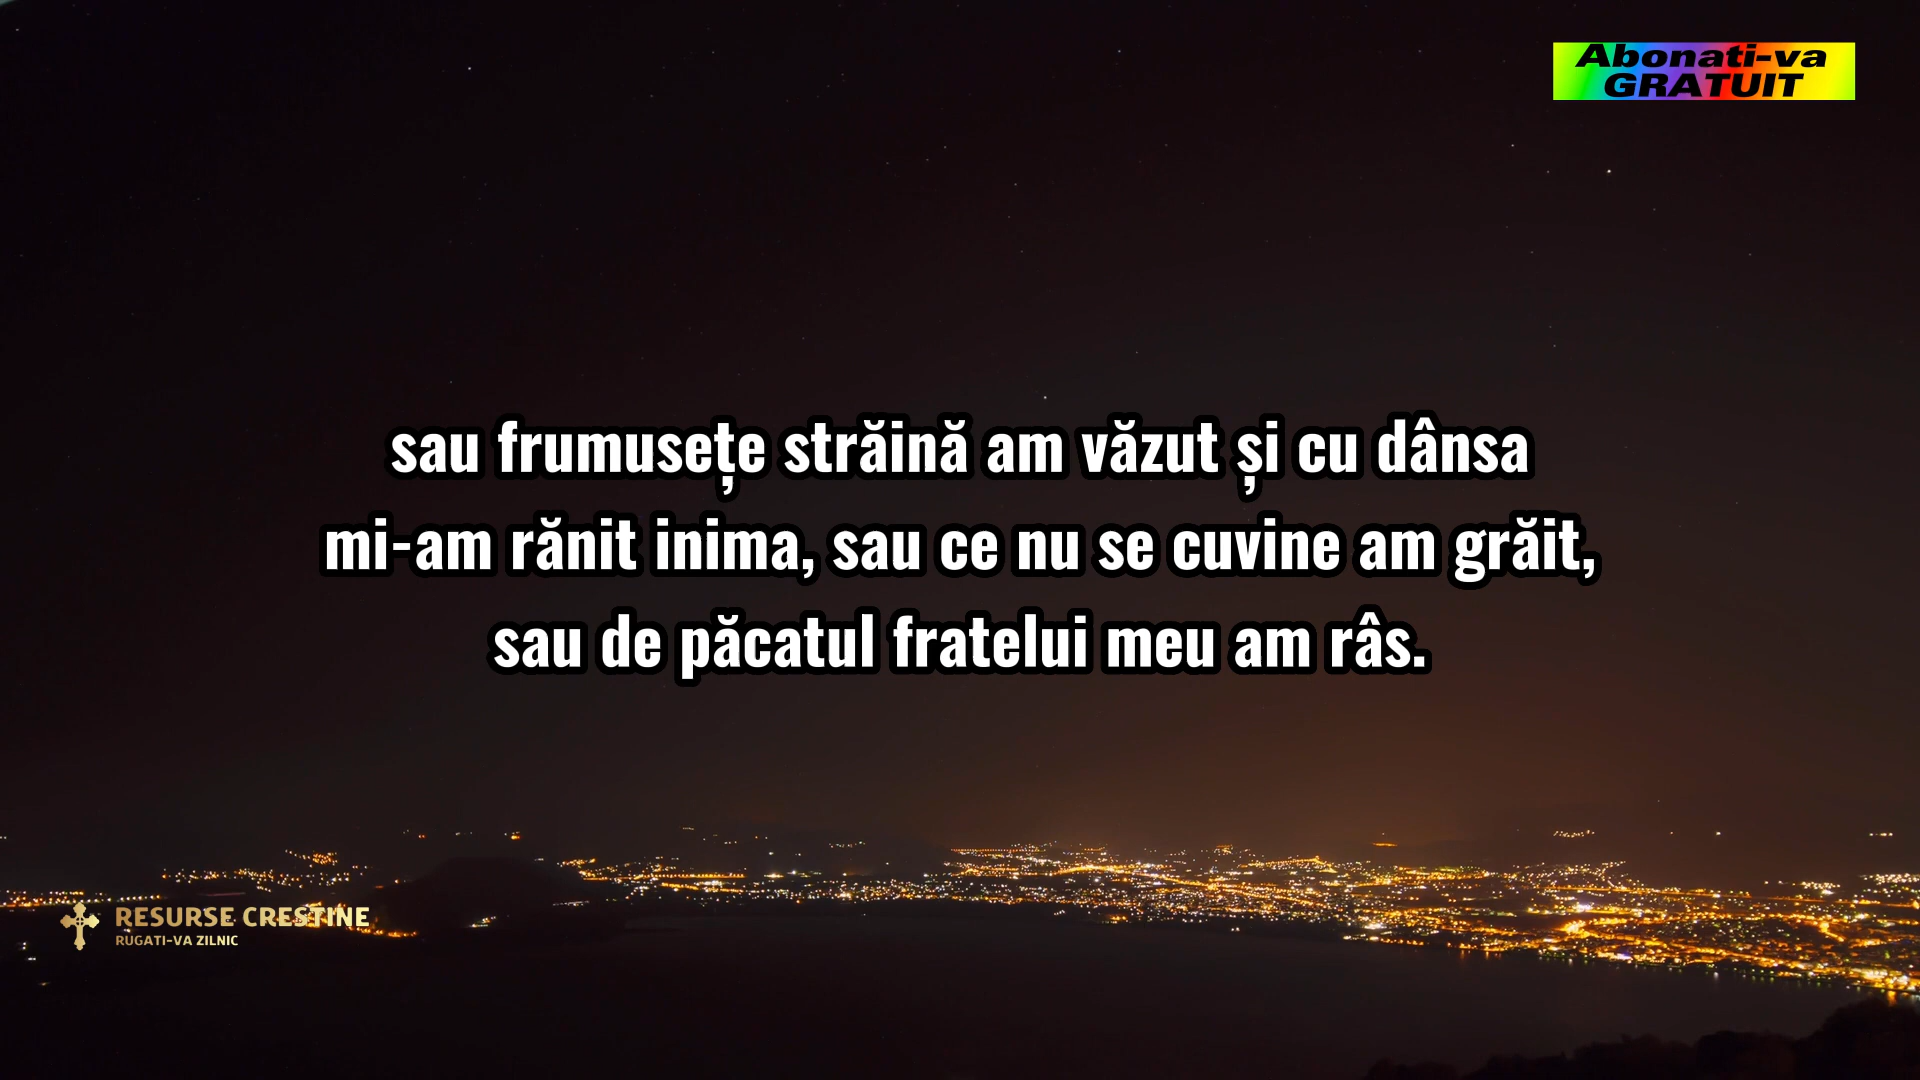 Abonati-va
GRATUIT
sau frumusețe străină am văzut și cu dânsa
mi-am rănit inima, sau ce nu se cuvine am grăit,
sau de păcatul fratelui meu am râs.
RESURSE CRESTINE
RUGATI-VA ZILNIC